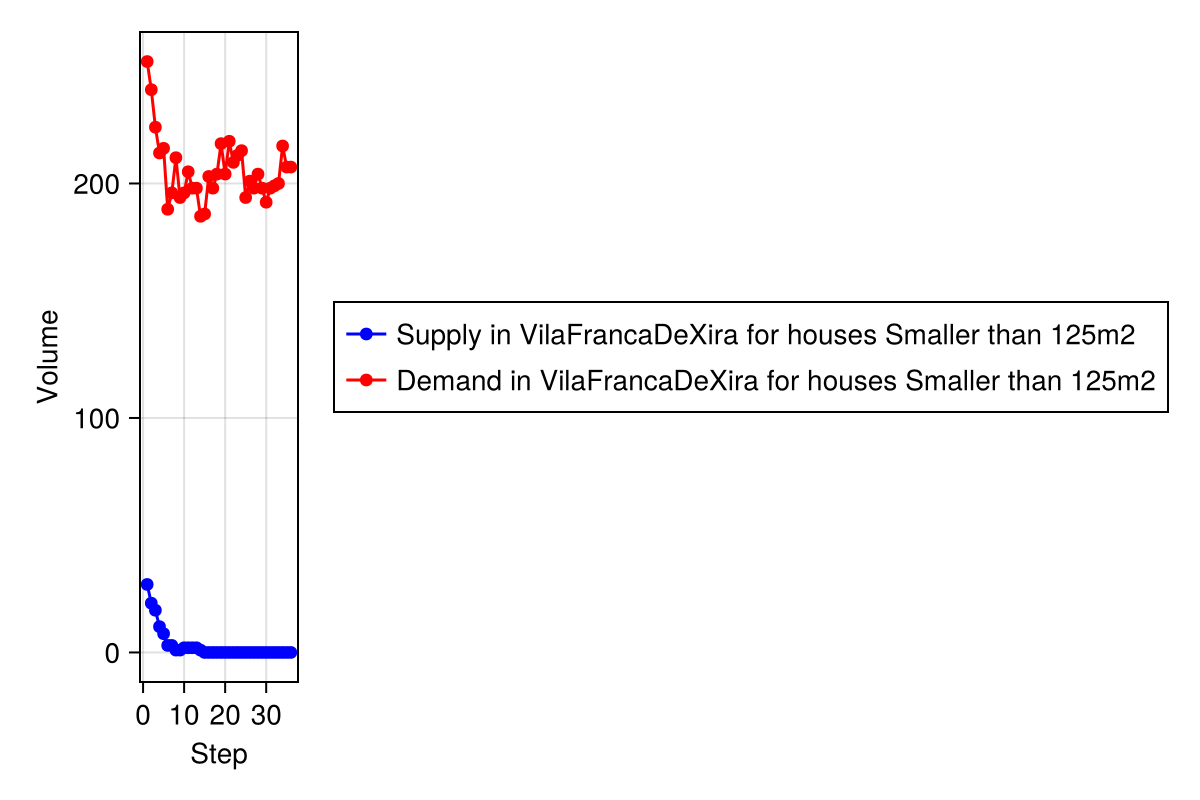 Volume
200
100
0
0 10 20 30
Step
Supply in VilaFrancaDeXira for houses Smaller than 125m2
Demand in VilaFrancaDeXira for houses Smaller than 125m2